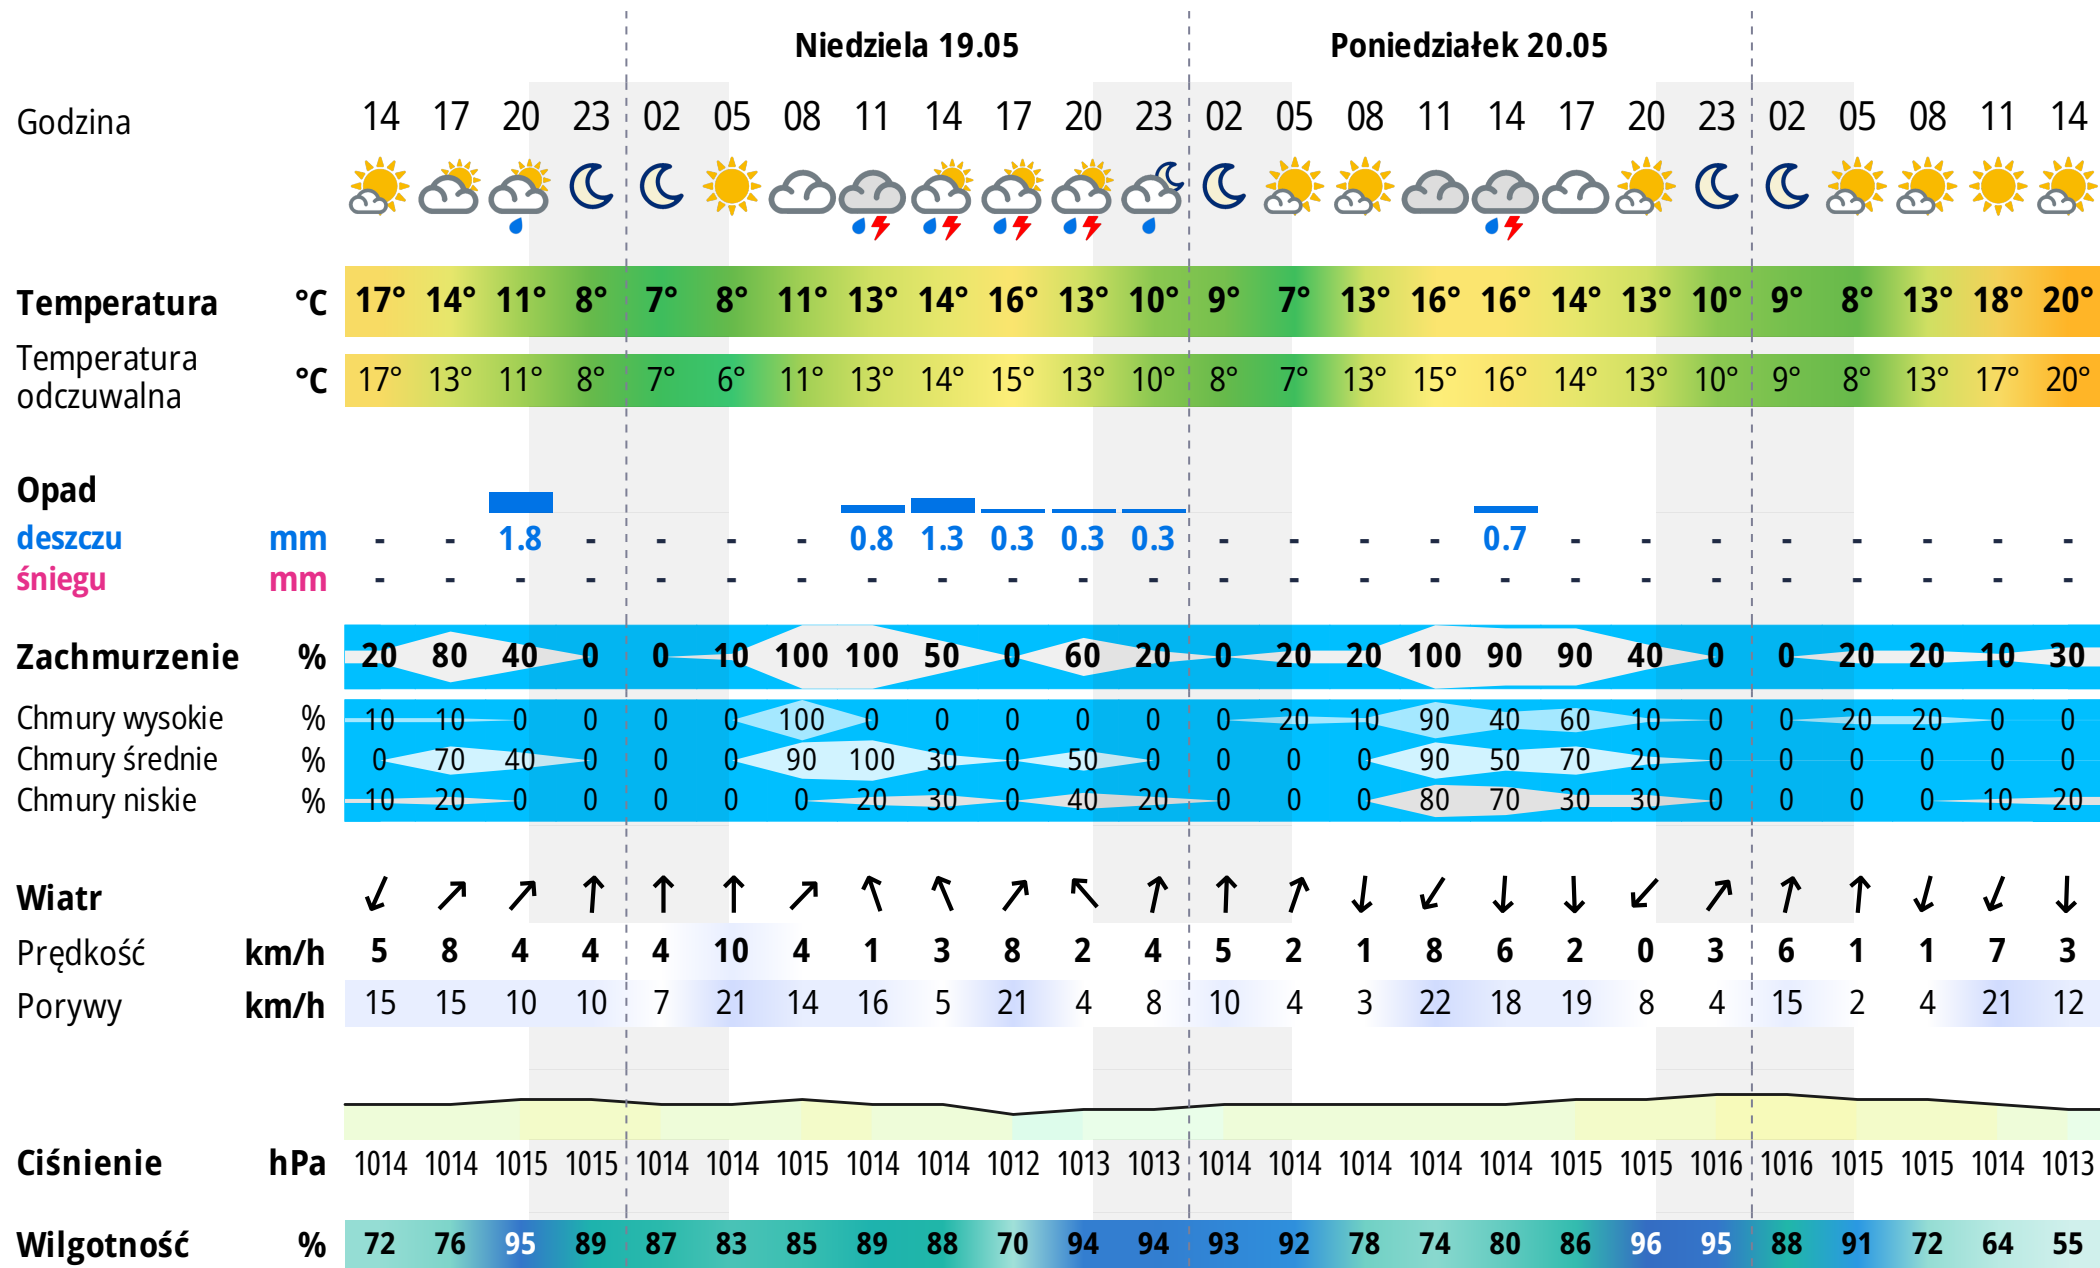 Niedziela 19.05 Poniedziałek 20.05
Godzina 14 17 20 23 02 05 08 11 14 17 20 23 02 05 08 11 14 17 20 23 02 05 08 11 14
Temperatura °C 17° 14° 11° 8° 7° 8° 11° 13° 14° 16° 13° 10° 9° 7° 13° 16° 16° 14° 13° 10° 9° 8° 13° 18° 20°
Temperatura
odczuwalna °C 17° 13° 11° 8° 7° 6° 11° 13° 14° 15° 13° 10° 8° 7° 13° 15° 16° 14° 13° 10° 9° 8° 13° 17° 20°
Opad
deszczu mm - - 1.8 - - - - 0.8 1.3 0.3 0.3 0.3 - - - - 0.7 - - - - - - - -
śniegu mm - - - - - - - - - - - - - - - - - - - - - - - - -
Zachmurzenie % 20 80 40 0 0 10 100 100 50 0 60 20 0 20 20 100 90 90 40 0 0 20 20 10 30
Chmury wysokie % 10 10 0 0 0 0 100 0 0 0 0 0 0 20 10 90 40 60 10 0 0 20 20 0 0
Chmury średnie % 0 70 40 0 0 0 90 100 30 0 50 0 0 0 0 90 50 70 20 0 0 0 0 0 0
Chmury niskie % 10 20 0 0 0 0 0 20 30 0 40 20 0 0 0 80 70 30 30 0 0 0 0 10 20
Wiatr
Prędkość km/h 5 8 4 4 4 10 4 1 3 8 2 4 5 2 1 8 6 2 0 3 6 1 1 7 3
Porywy km/h 15 15 10 10 7 21 14 16 5 21 4 8 10 4 3 22 18 19 8 4 15 2 4 21 12
Ciśnienie hPa 1014 1014 1015 1015 1014 1014 1015 1014 1014 1012 1013 1013 1014 1014 1014 1014 1014 1015 1015 1016 1016 1015 1015 1014 1013
Wilgotność % 72 76 95 89 87 83 85 89 88 70 94 94 93 92 78 74 80 86 96 95 88 91 72 64 55